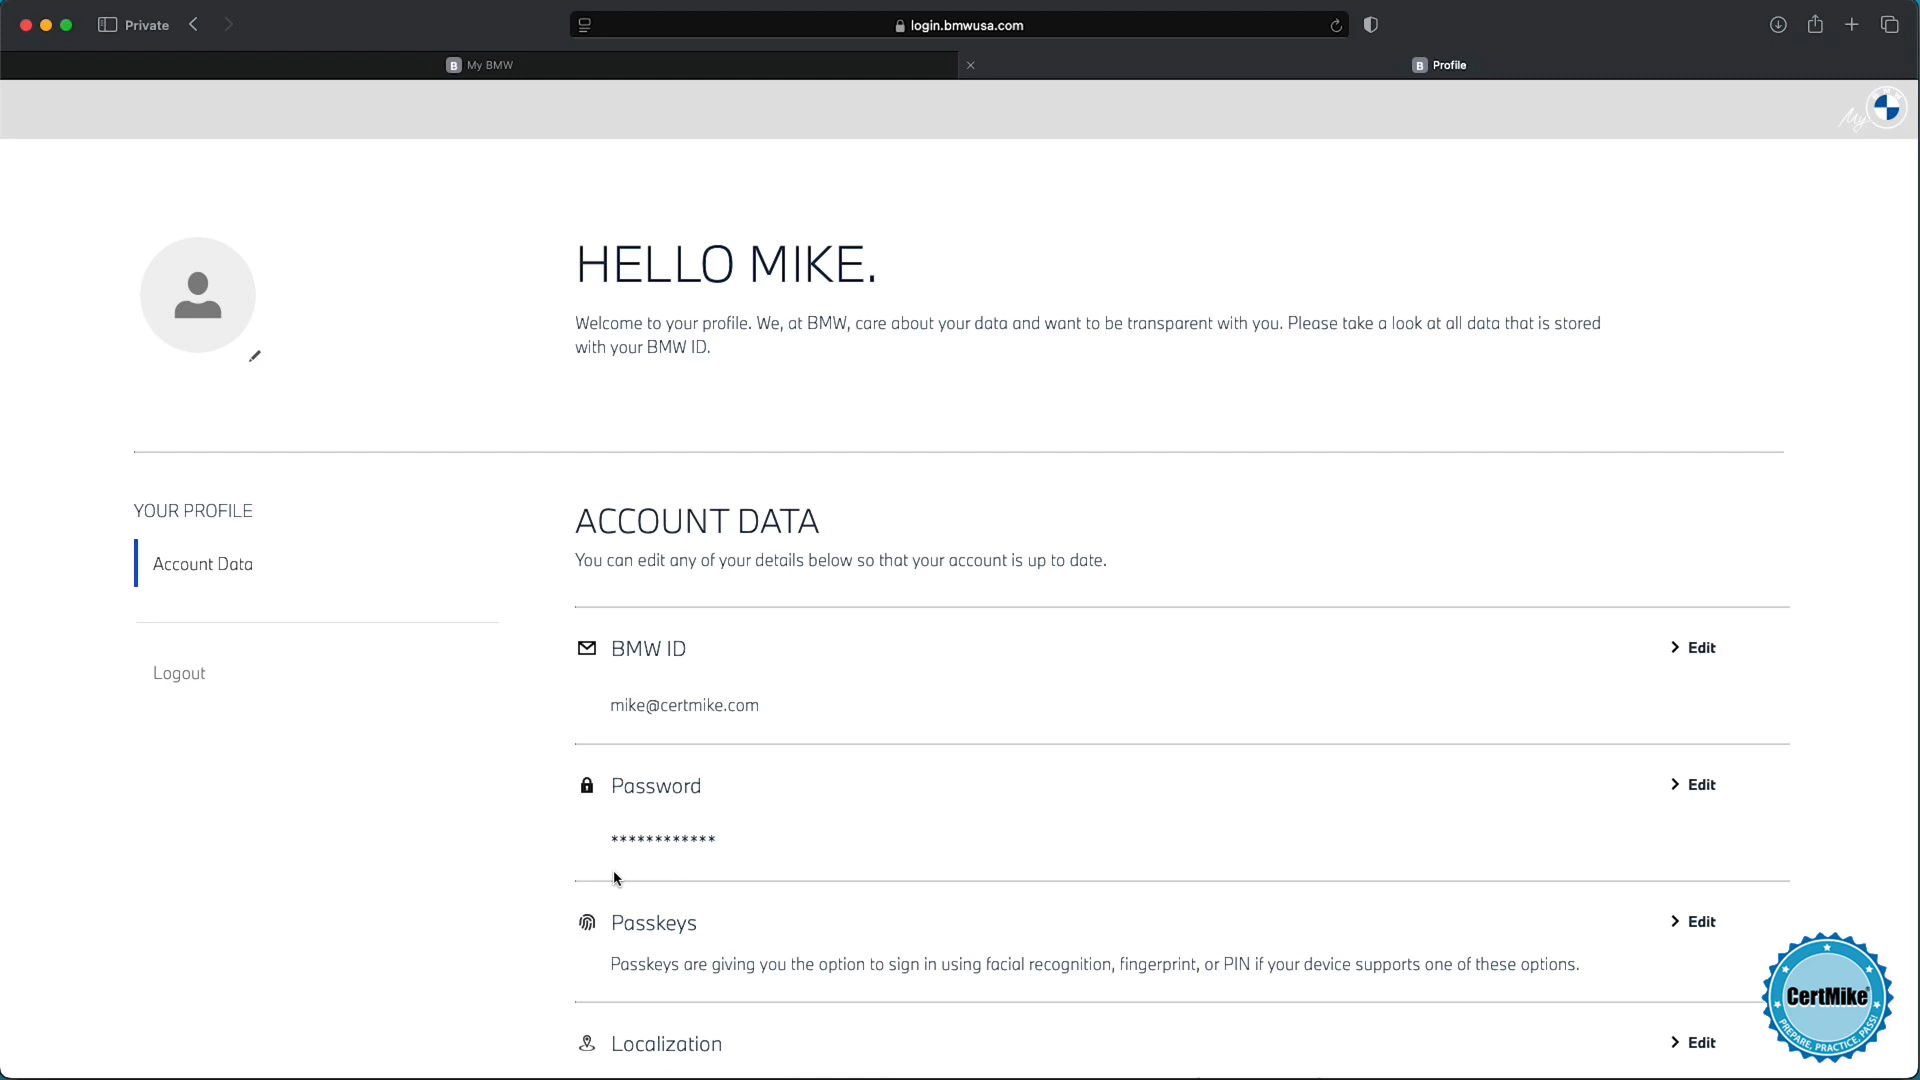 Private
login.bmwusa.com
B My BMW
B Profile
My
BMW
HELLO MIKE.
Welcome to your profile. We, at BMW, care about your data and want to be transparent with you. Please take a look at all data that is stored
with your BMW ID.
YOUR PROFILE
Account Data
Logout
ACCOUNT DATA
You can edit any of your details below so that your account is up to date.
BMW ID
Edit
mike@certmike.com
Password
Edit
************
Passkeys
Edit
Passkeys are giving you the option to sign in using facial recognition, fingerprint, or PIN if your device supports one of these options.
Localization
Edit
CertMike®
PREPARE, PRACTICE, PASS!